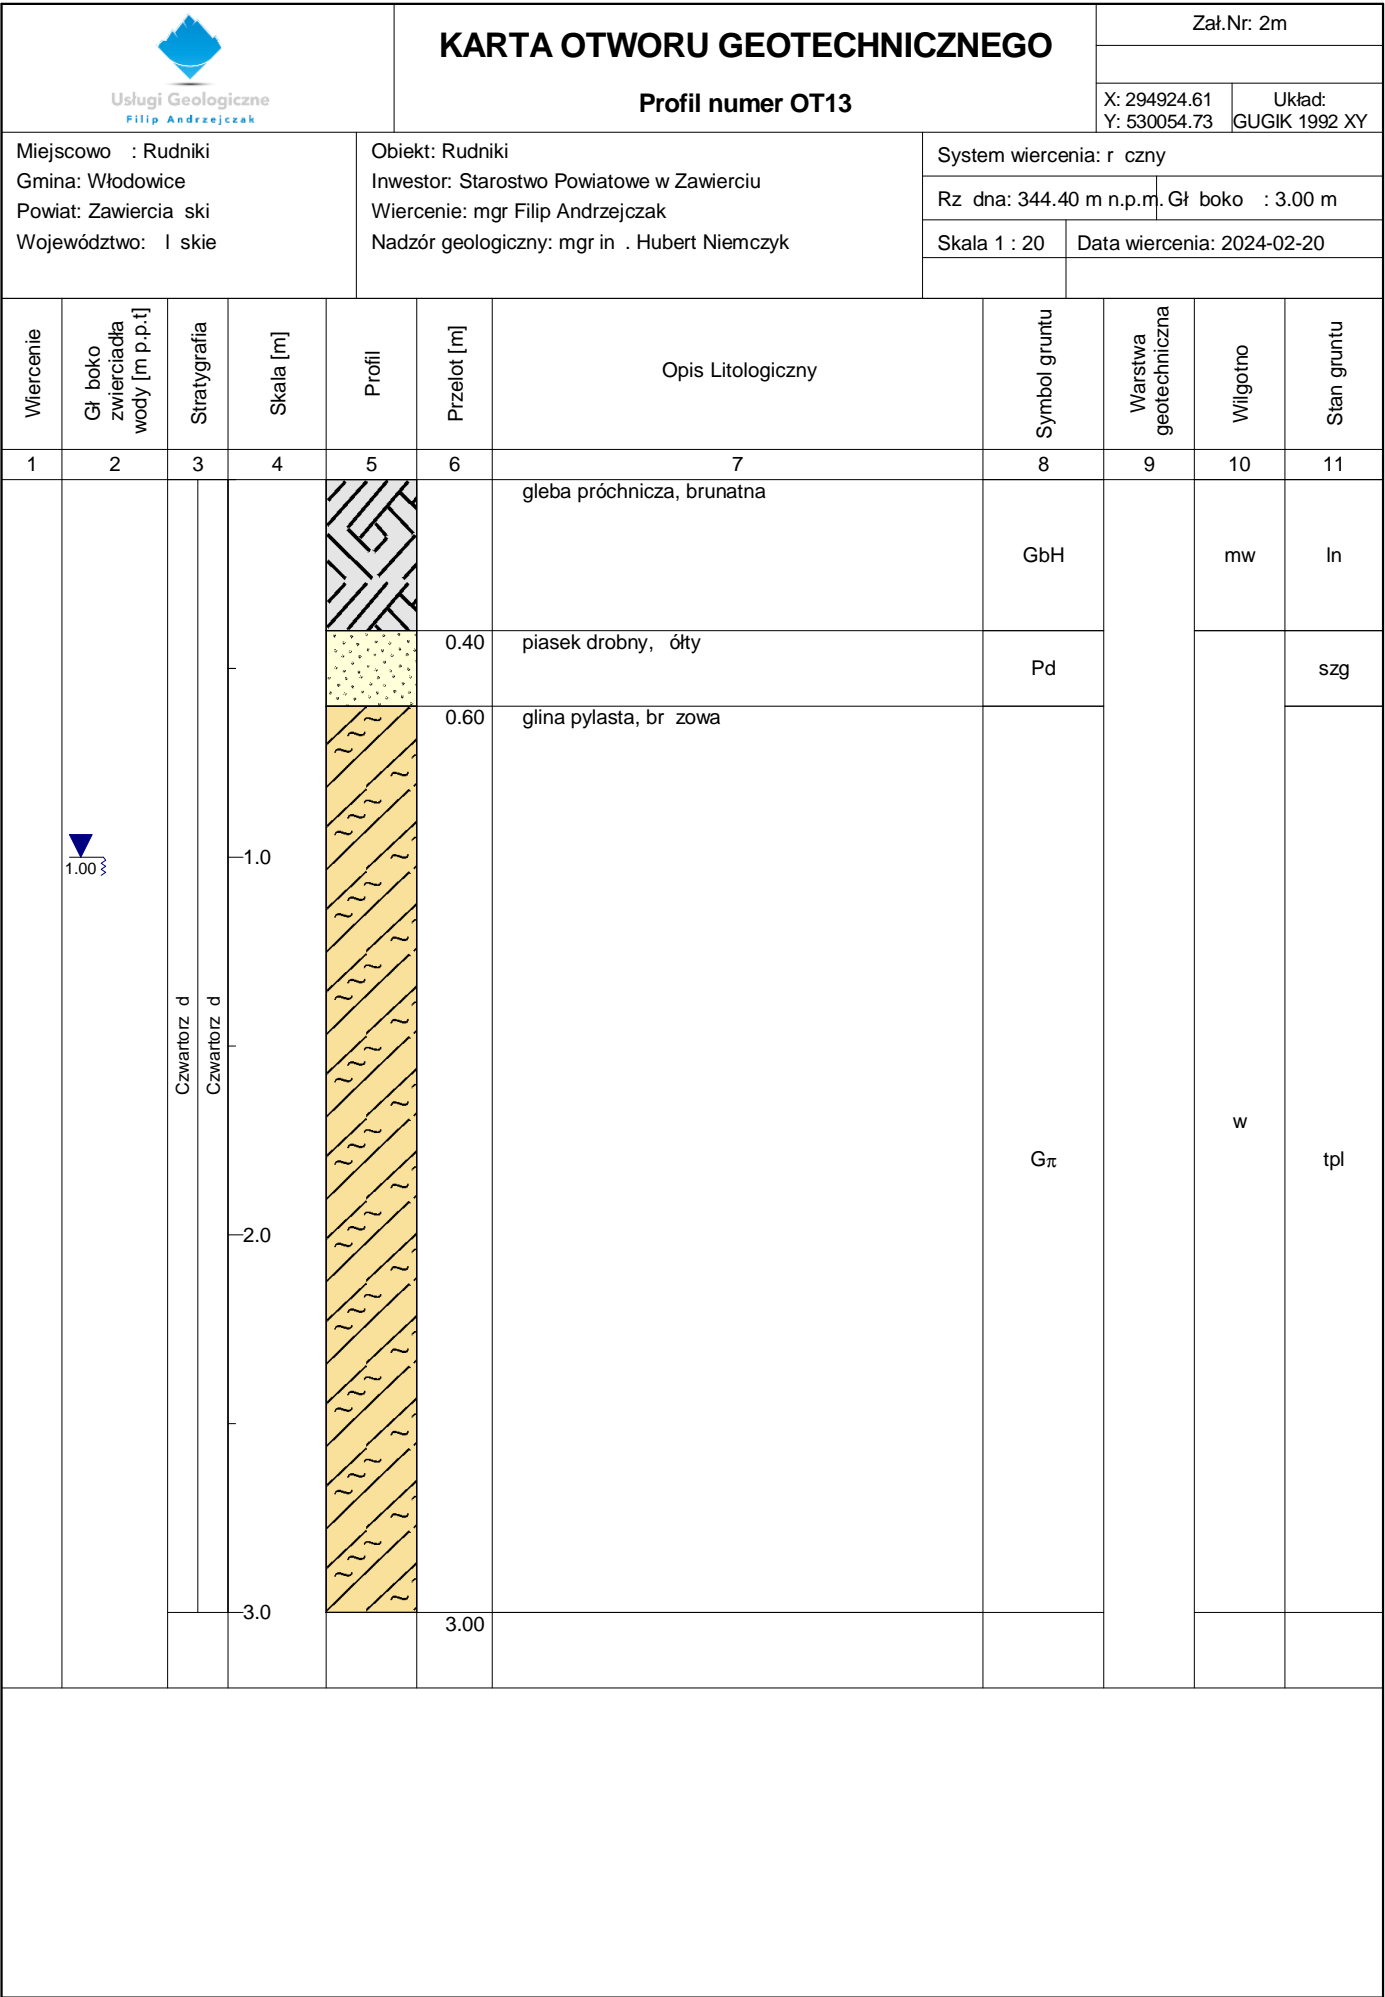 Usługi Geologiczne
Filip Andrzejczak
KARTA OTWORU GEOTECHNICZNEGO
Profil numer OT13
Zał.Nr: 2m
X: 294924.61
Y: 530054.73
Układ:
GUGIK 1992 XY
Miejscowo : Rudniki
Gmina: Włodowice
Powiat: Zawiercia ski
Województwo: l skie
Obiekt: Rudniki
Inwestor: Starostwo Powiatowe w Zawierciu
Wiercenie: mgr Filip Andrzejczak
Nadzór geologiczny: mgr in . Hubert Niemczyk
System wiercenia: r czny
Rz dna: 344.40 m n.p.m. Gł boko : 3.00 m
Skala 1 : 20 Data wiercenia: 2024-02-20
Wiercenie
Gł boko
zwierciadła
wody [m p.p.t]
Stratygrafia
Skala [m]
Profil
Przelot [m]
Opis Litologiczny
Symbol gruntu
Warstwa
geotechniczna
Wilgotno
Stan gruntu
1 2 3 4 5 6 7 8 9 10 11
gleba próchnicza, brunatna
GbH mw ln
0.40 piasek drobny, ółty
Pd szg
0.60 glina pylasta, br zowa
1.00
1.0
Czwartorz d
Czwartorz d
w
Gπ tpl
2.0
3.0
3.00